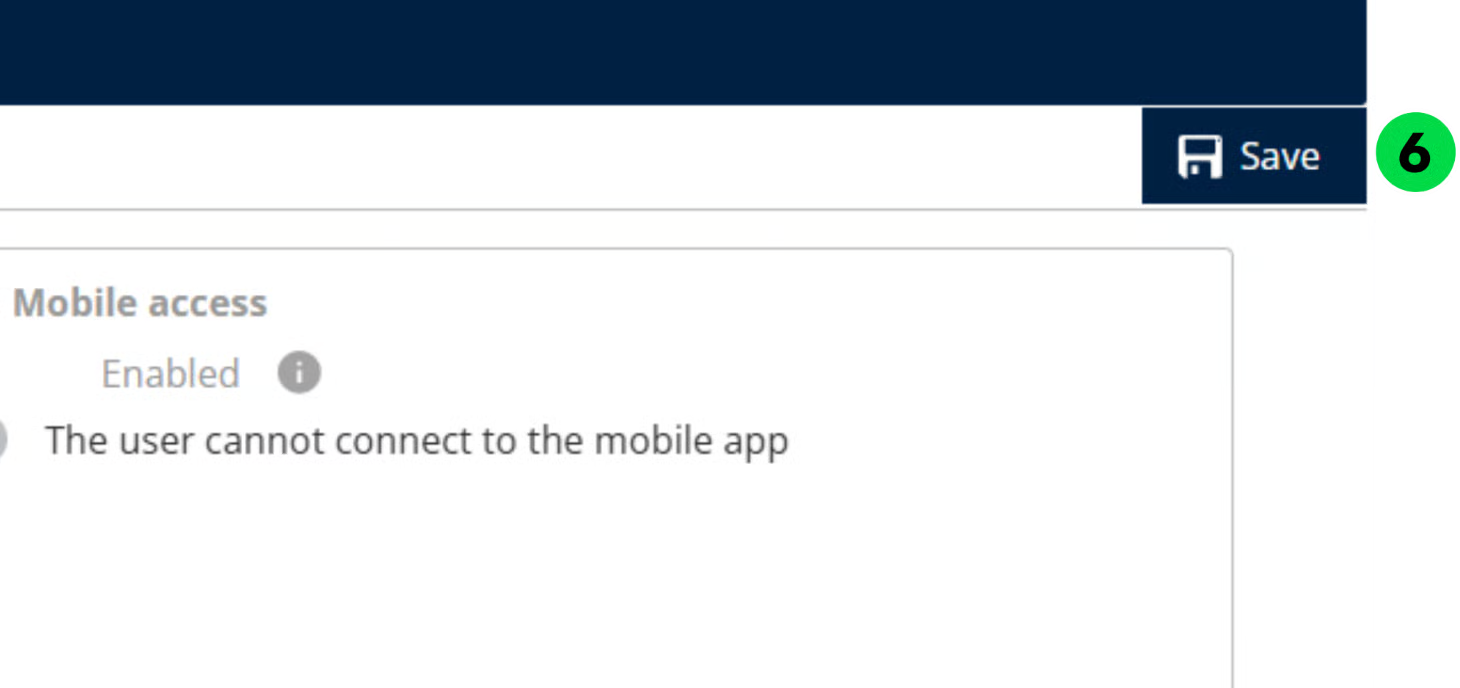 Save
6
Mobile access
Enabled
The user cannot connect to the mobile app